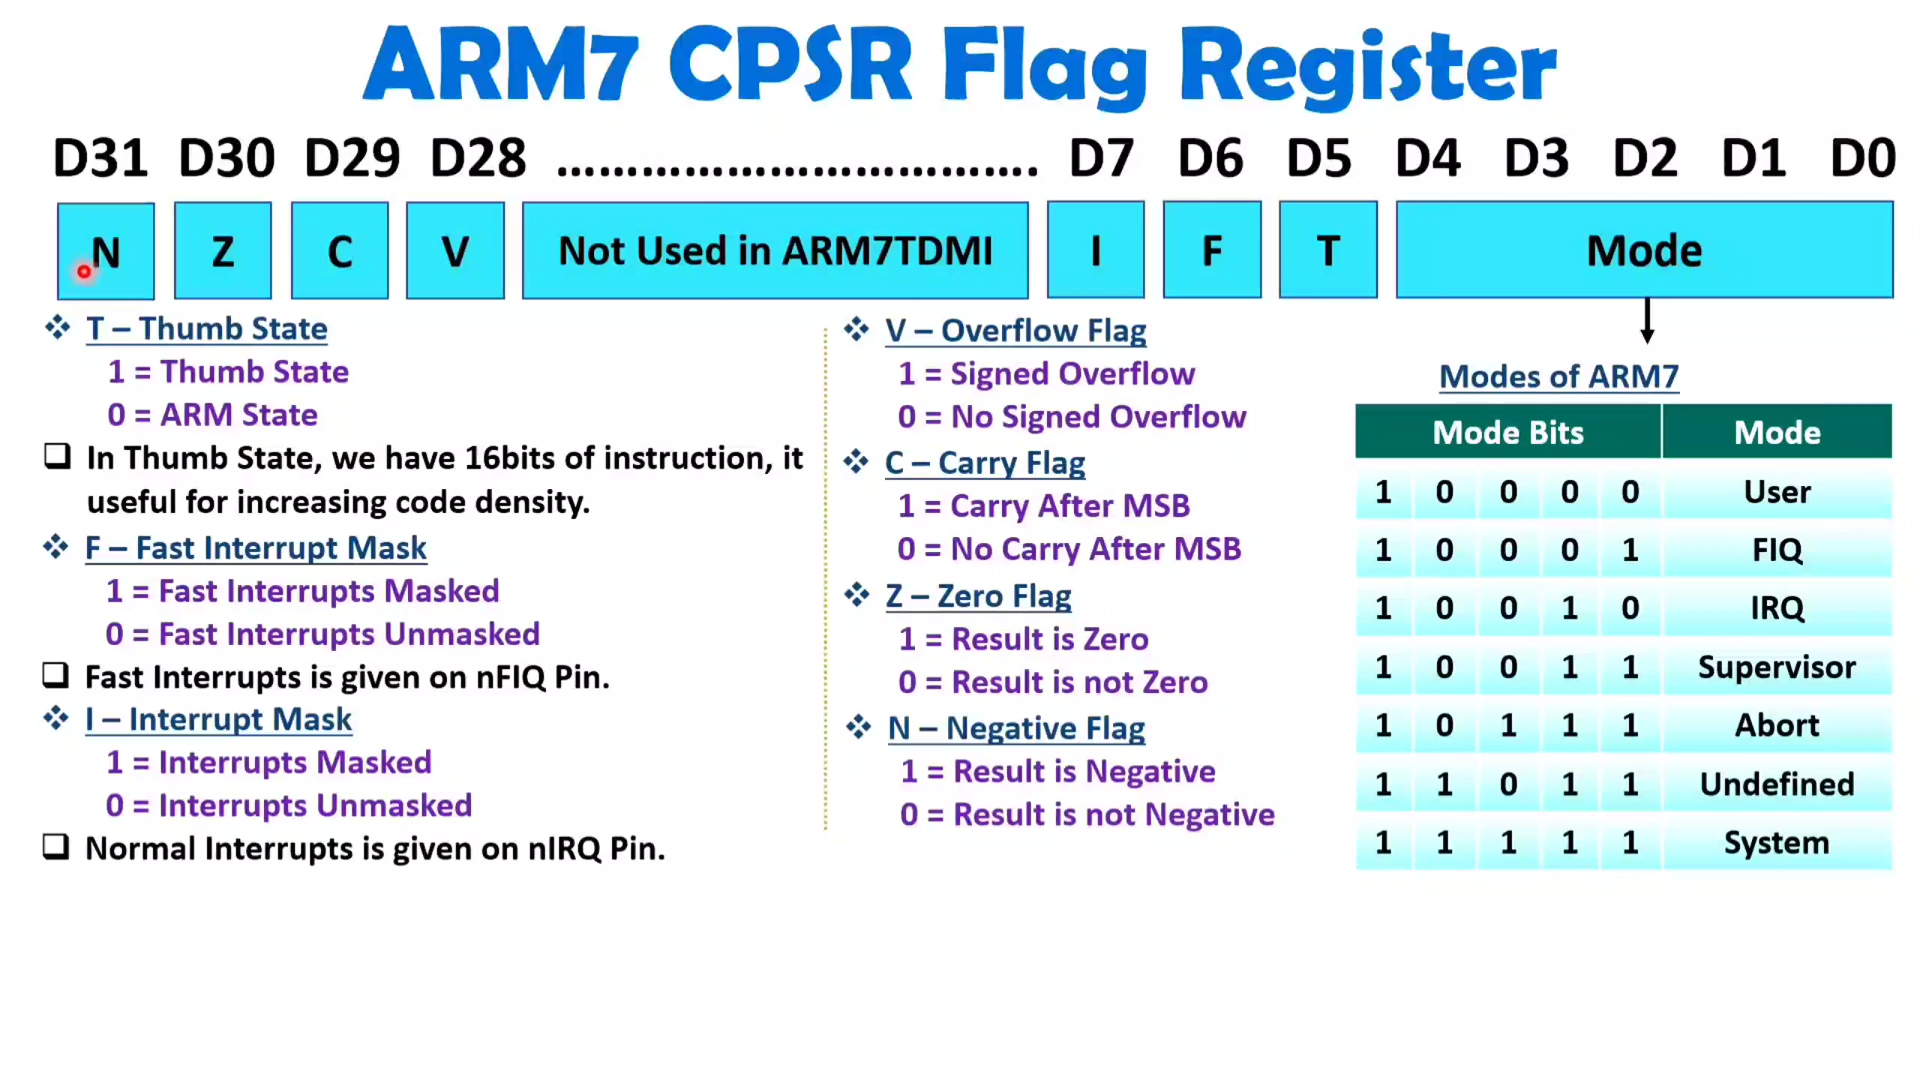 ARM7 CPSR Flag Register
D31 D30 D29 D28 .................................. D7 D6 D5 D4 D3 D2 D1 D0
N Z C V Not Used in ARM7TDMI I F T Mode
❖ T – Thumb State
1 = Thumb State
0 = ARM State
❑ In Thumb State, we have 16bits of instruction, it
useful for increasing code density.
❖ F – Fast Interrupt Mask
1 = Fast Interrupts Masked
0 = Fast Interrupts Unmasked
❑ Fast Interrupts is given on nFIQ Pin.
❖ I – Interrupt Mask
1 = Interrupts Masked
0 = Interrupts Unmasked
❑ Normal Interrupts is given on nIRQ Pin.
❖ V – Overflow Flag
1 = Signed Overflow
0 = No Signed Overflow
❖ C – Carry Flag
1 = Carry After MSB
0 = No Carry After MSB
❖ Z – Zero Flag
1 = Result is Zero
0 = Result is not Zero
❖ N – Negative Flag
1 = Result is Negative
0 = Result is not Negative
Modes of ARM7
Mode Bits Mode
1 0 0 0 0 User
1 0 0 0 1 FIQ
1 0 0 1 0 IRQ
1 0 0 1 1 Supervisor
1 0 1 1 1 Abort
1 1 0 1 1 Undefined
1 1 1 1 1 System